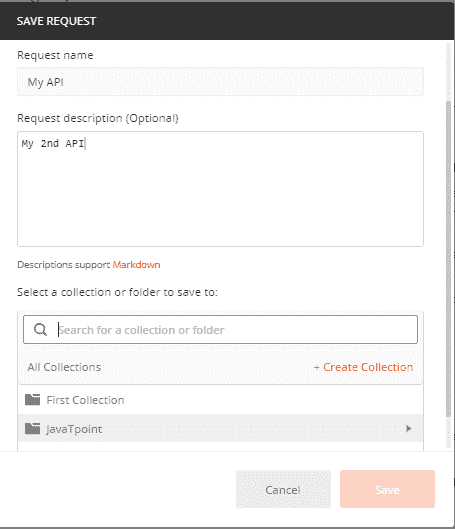 SAVE REQUEST
Request name
My API
Request description (Optional)
My 2nd API
Descriptions support Markdown
Select a collection or folder to save to:
Search for a collection or folder
All Collections + Create Collection
First Collection
JavaTpoint
Cancel Save